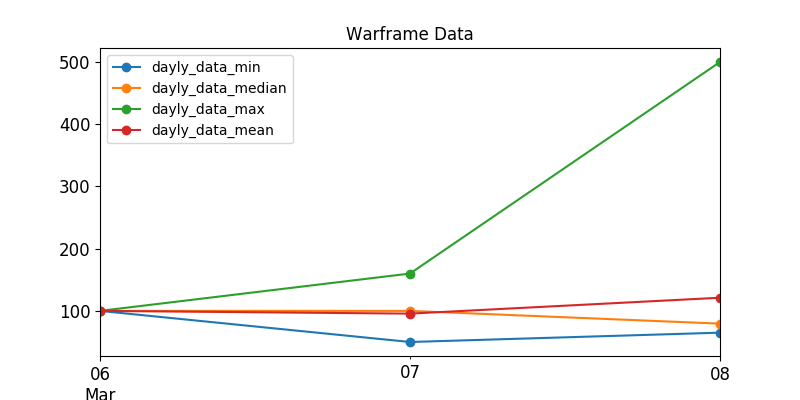 Warframe Data
500
400
300
200
100
dayly_data_min
dayly_data_median
dayly_data_max
dayly_data_mean
06
07
08
Mar